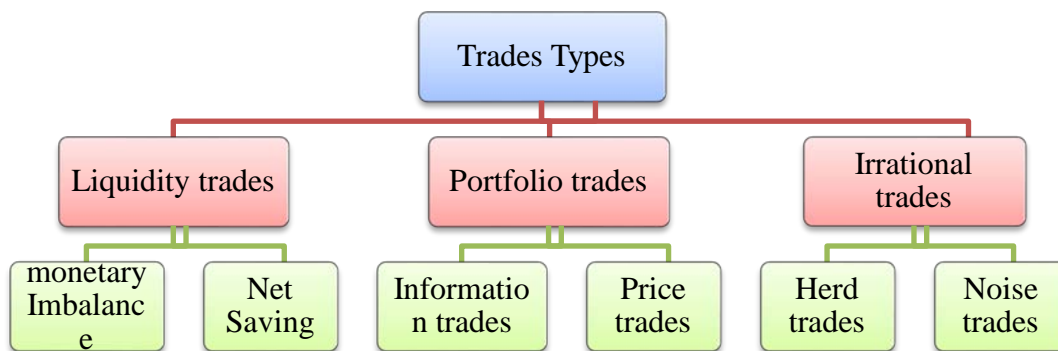 Trades Types
Liquidity trades
Portfolio trades
Irrational
trades
monetary
Imbalanc
e
Net
Saving
Informatio
n trades
Price
trades
Herd
trades
Noise
trades